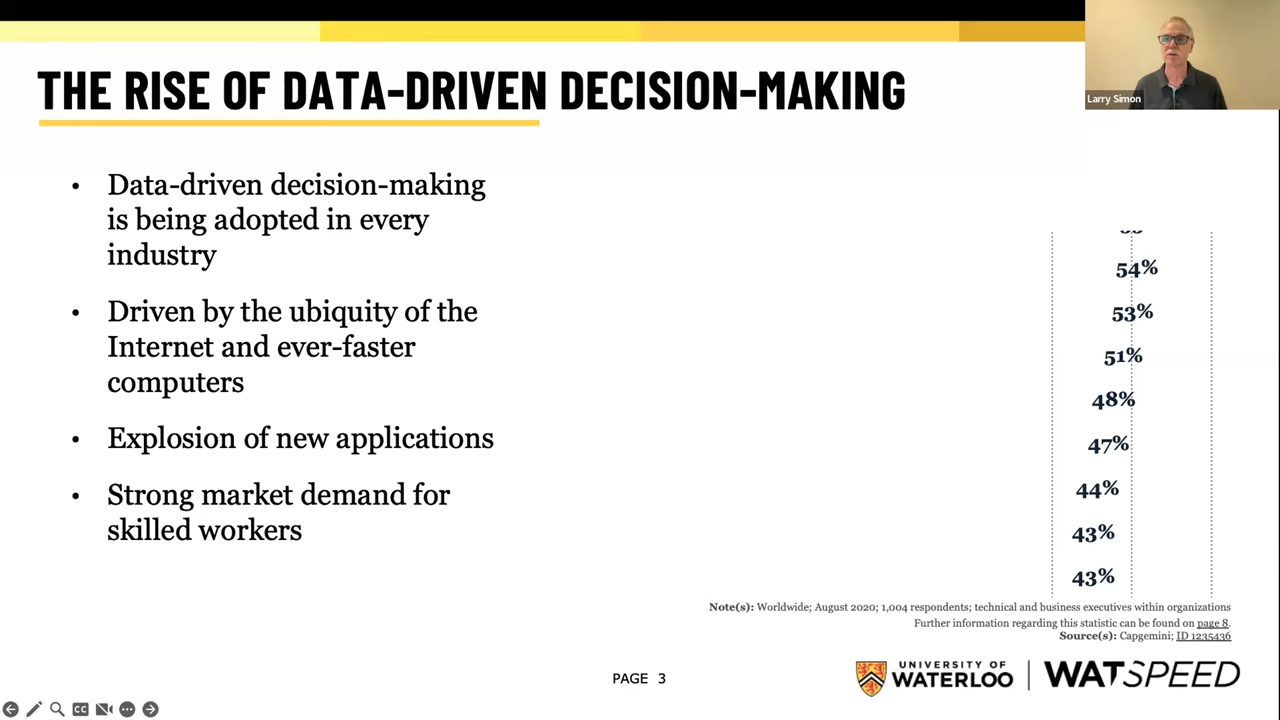 THE RISE OF DATA-DRIVEN DECISION-MAKING
Larry Simon
• Data-driven decision-making
is being adopted in every
industry
• Driven by the ubiquity of the
Internet and ever-faster
computers
• Explosion of new applications
• Strong market demand for
skilled workers
54%
53%
51%
48%
47%
44%
43%
43%
Note(s): Worldwide; August 2020; 1,004 respondents; technical and business executives within organizations
Further information regarding this statistic can be found on page 8.
Source(s): Capgemini; ID 1235436
PAGE 3
UNIVERSITY OF
WATERLOO
WATSPEED
CC